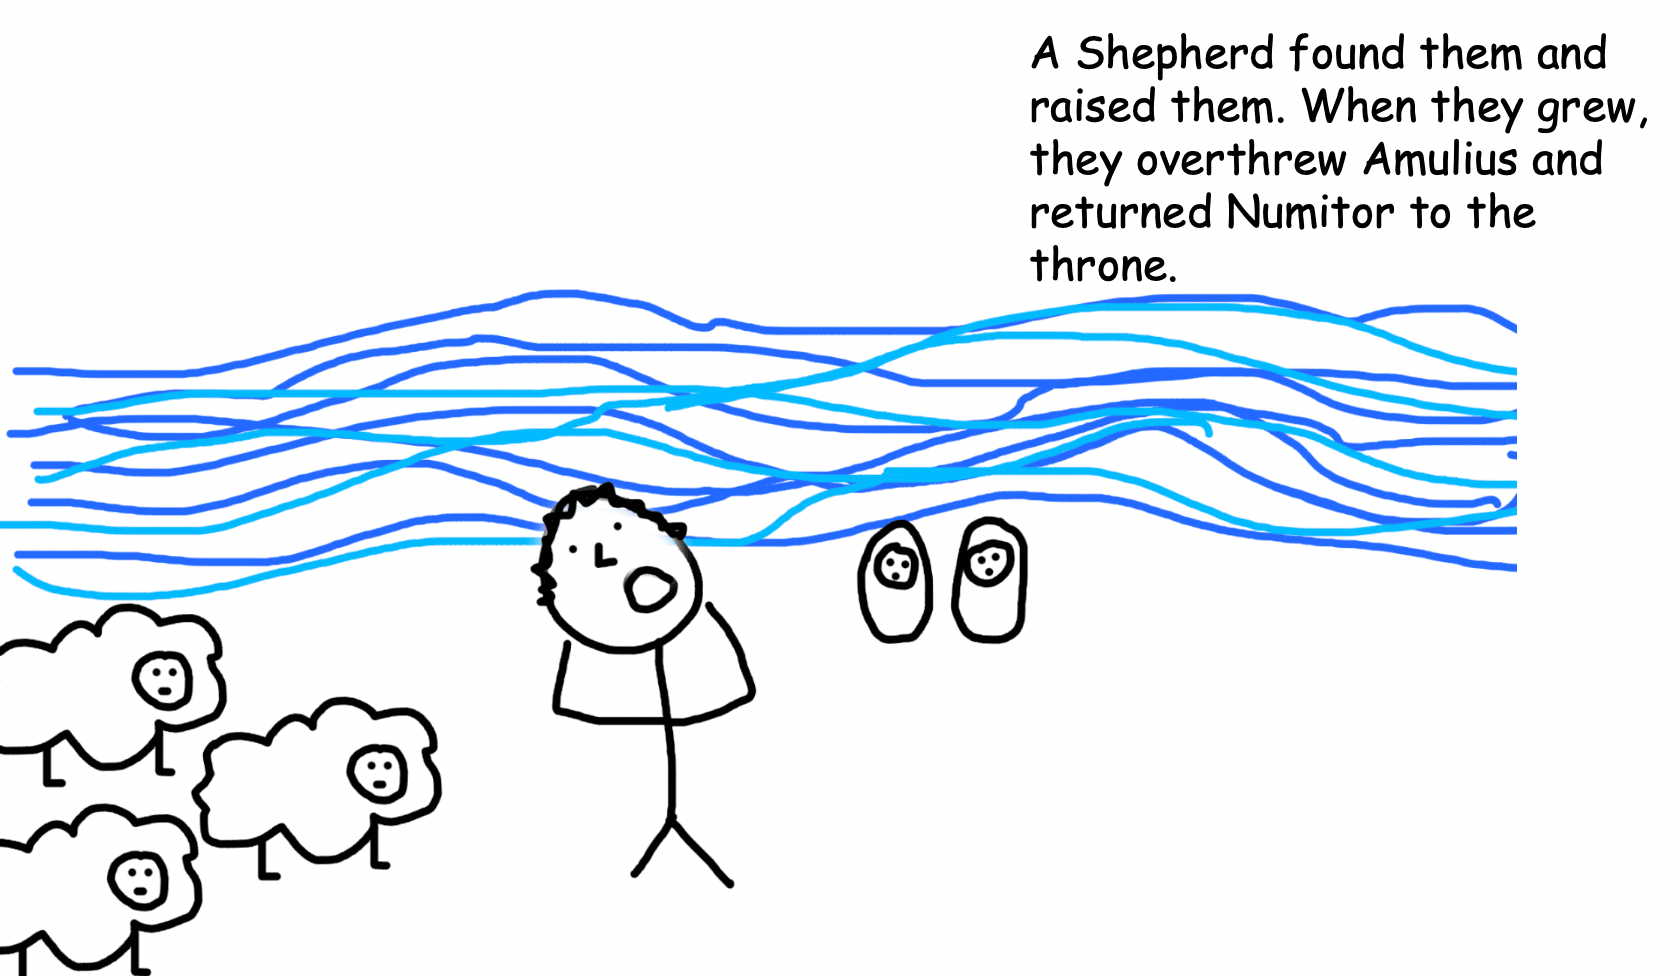 A Shepherd found them and
raised them. When they grew,
they overthrew Amulius and
returned Numitor to the
throne.